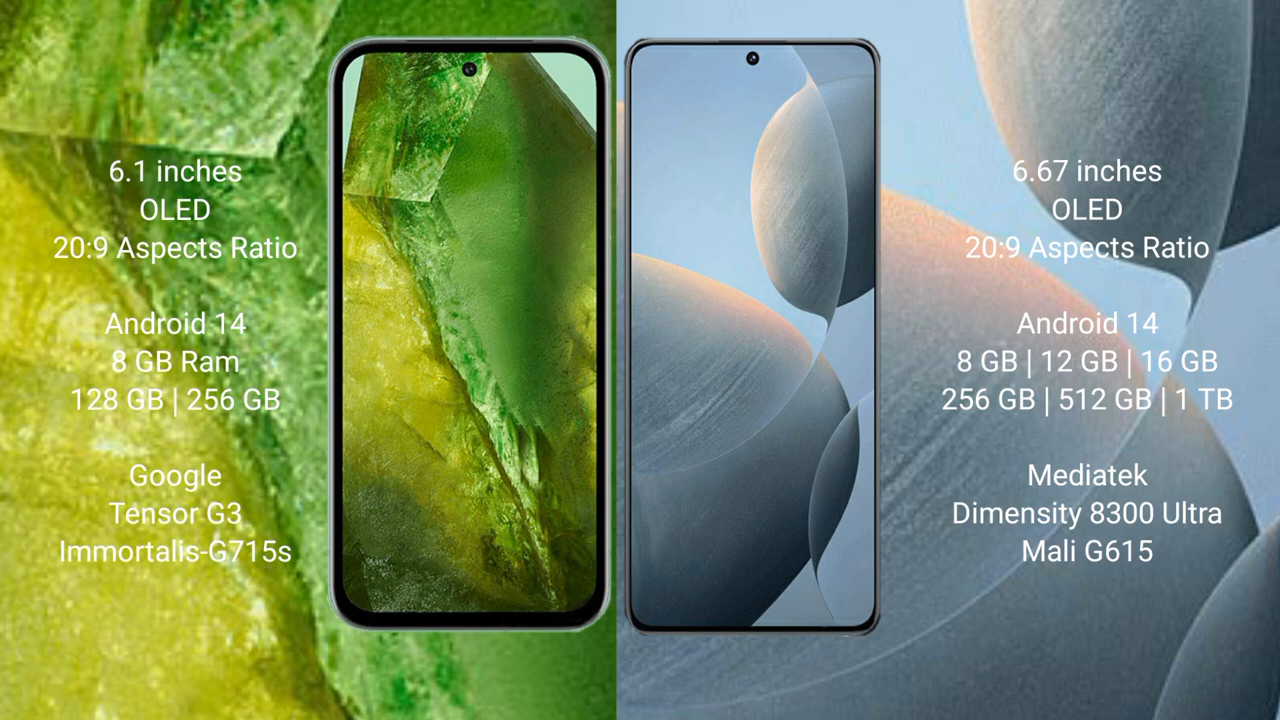 6.1 inches
OLED
20:9 Aspects Ratio
Android 14
8 GB Ram
128 GB | 256 GB
Google
Tensor G3
Immortalis-G715s
6.67 inches
OLED
20:9 Aspects Ratio
Android 14
8 GB | 12 GB | 16 GB
256 GB | 512 GB | 1 TB
Mediatek
Dimensity 8300 Ultra
Mali G615